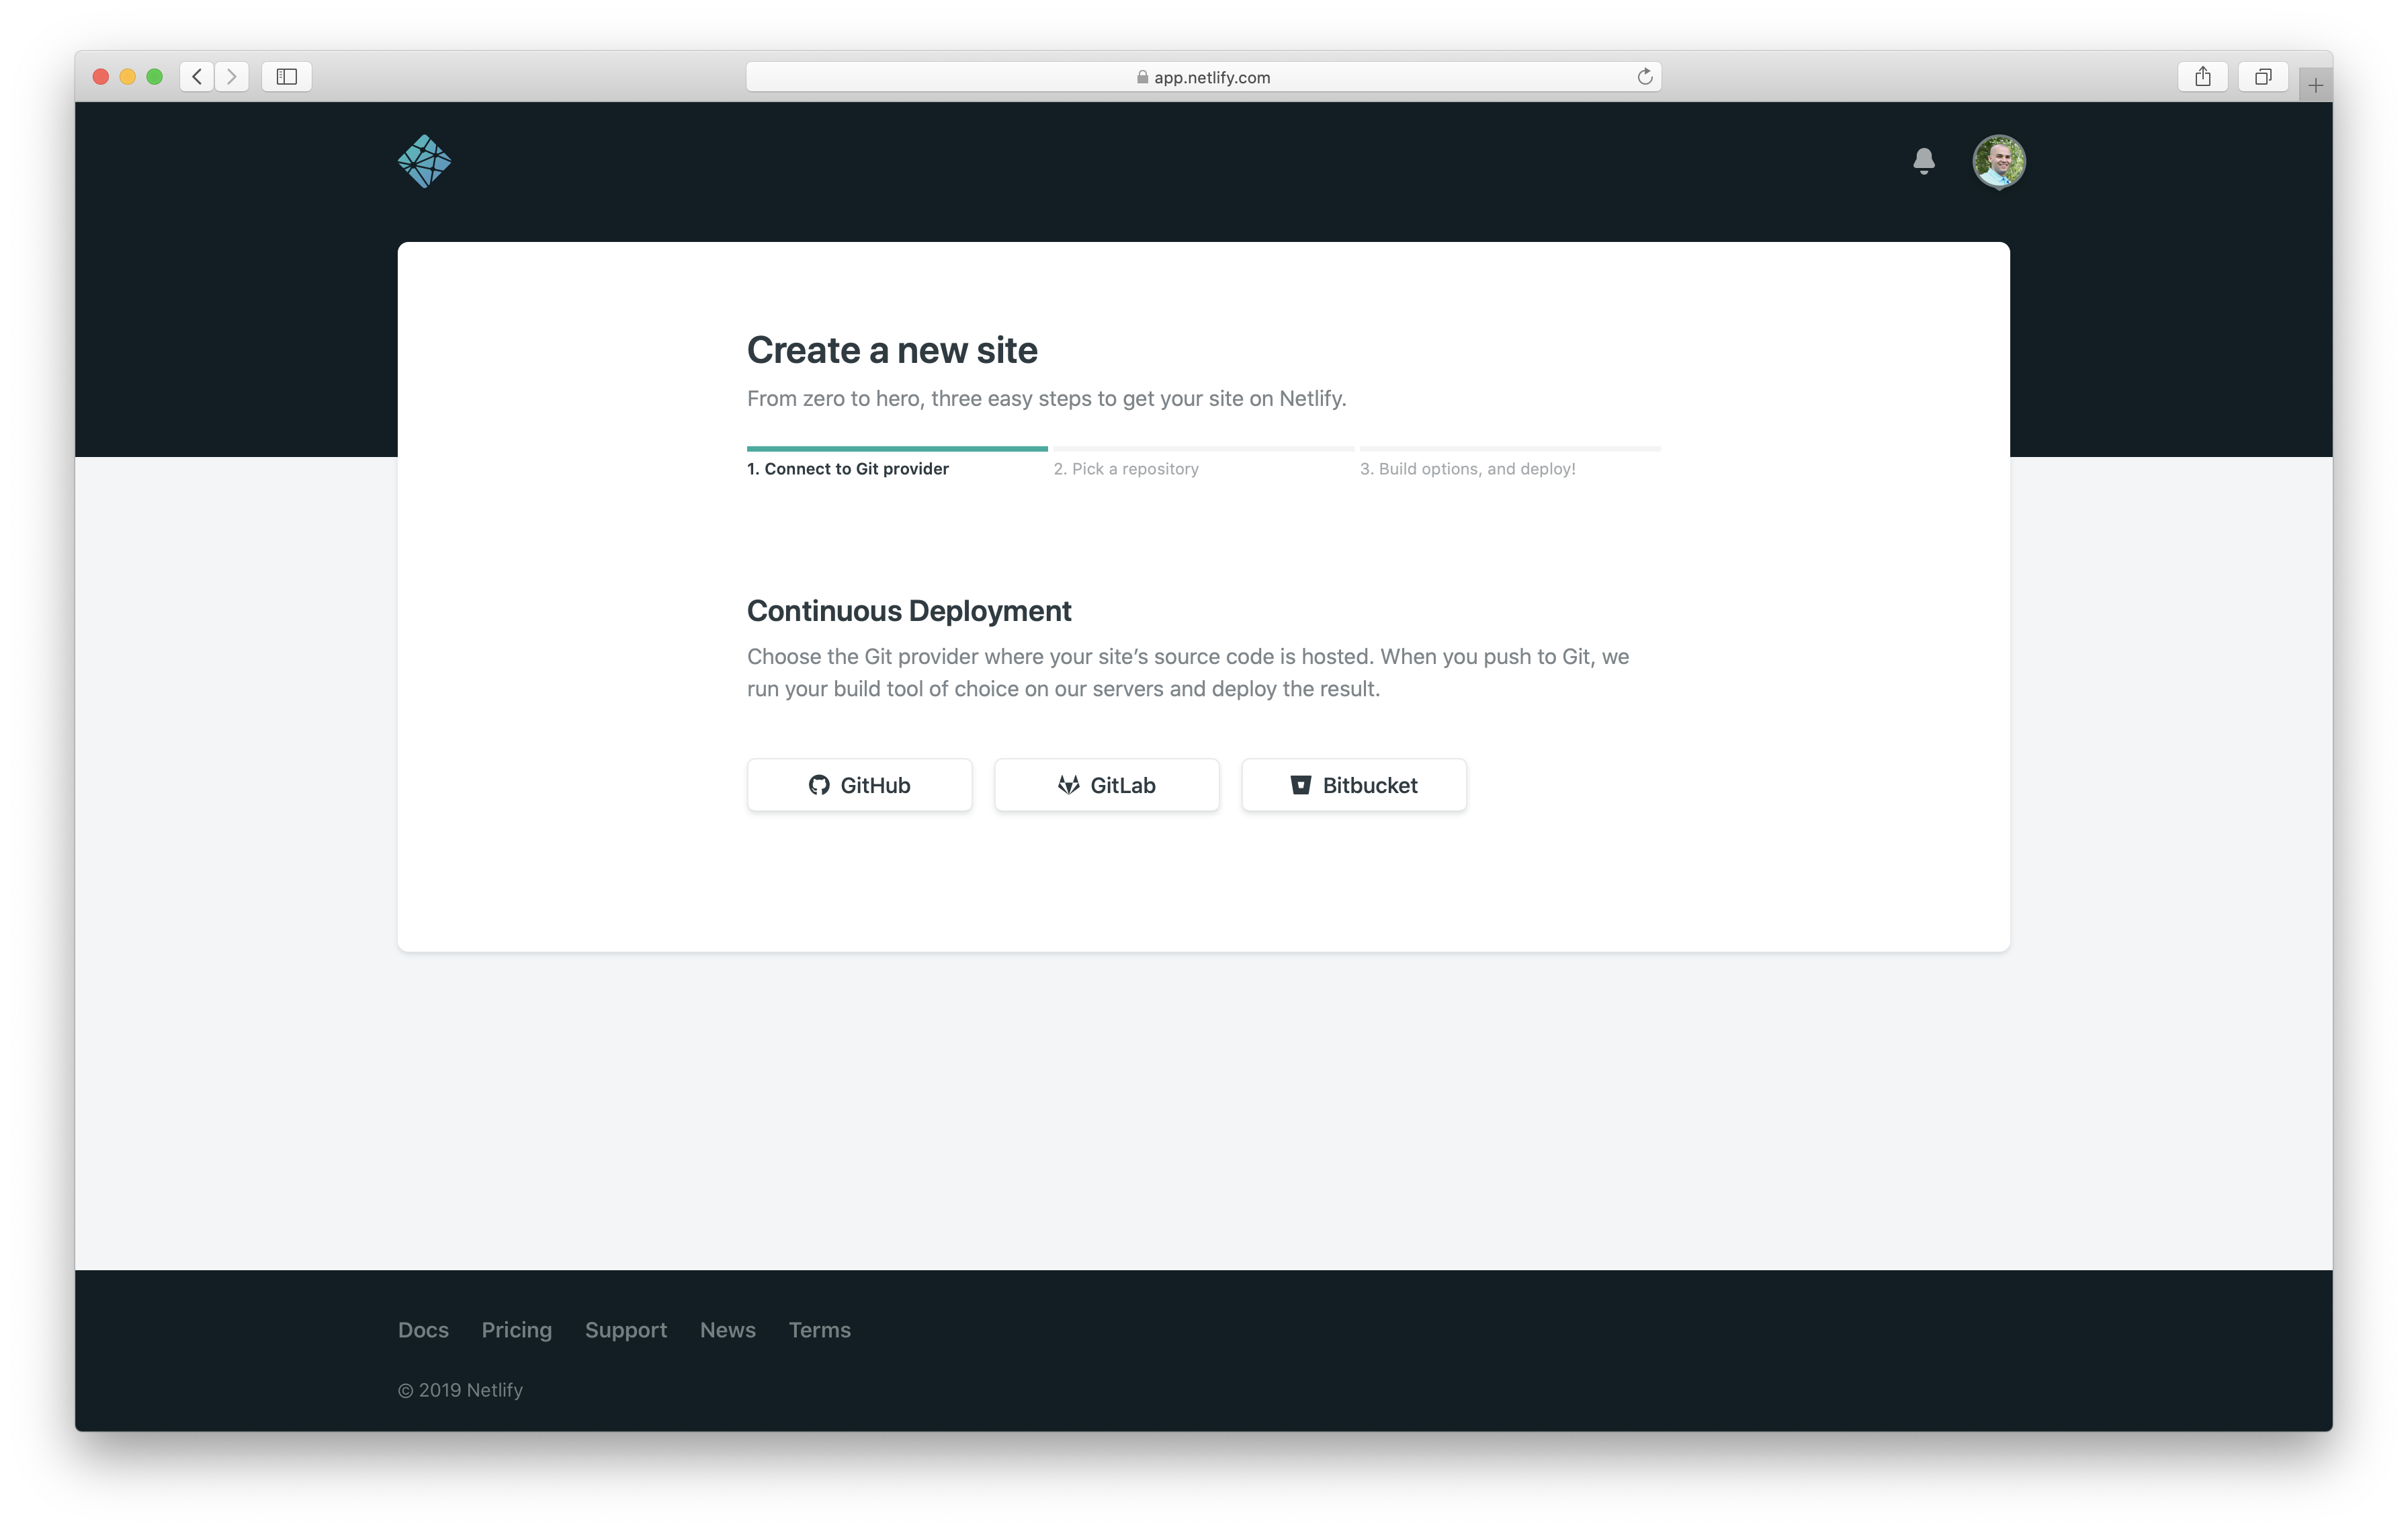 app.netlify.com
Create a new site
From zero to hero, three easy steps to get your site on Netlify.
1. Connect to Git provider
2. Pick a repository
3. Build options, and deploy!
Continuous Deployment
Choose the Git provider where your site’s source code is hosted. When you push to Git, we
run your build tool of choice on our servers and deploy the result.
GitHub
GitLab
Bitbucket
Docs Pricing Support News Terms
© 2019 Netlify